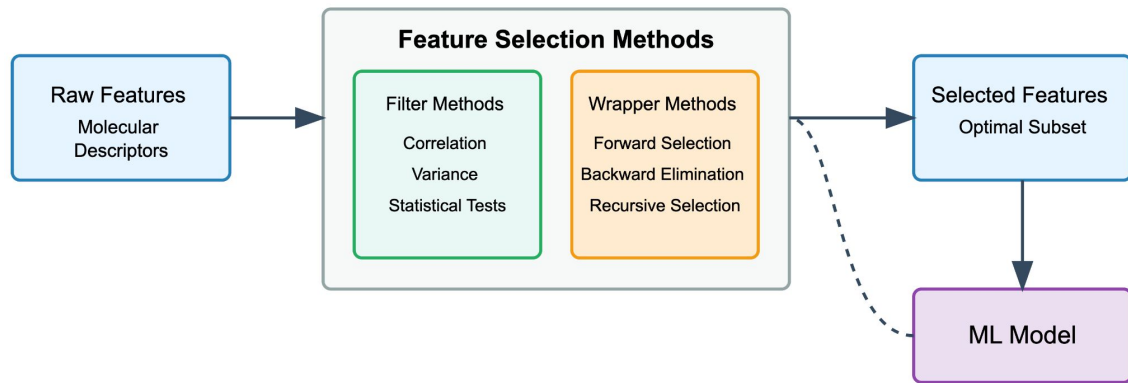 Feature Selection Methods
Raw Features
Molecular
Descriptors
Filter Methods
Correlation
Variance
Statistical Tests
Wrapper Methods
Forward Selection
Backward Elimination
Recursive Selection
Selected Features
Optimal Subset
ML Model